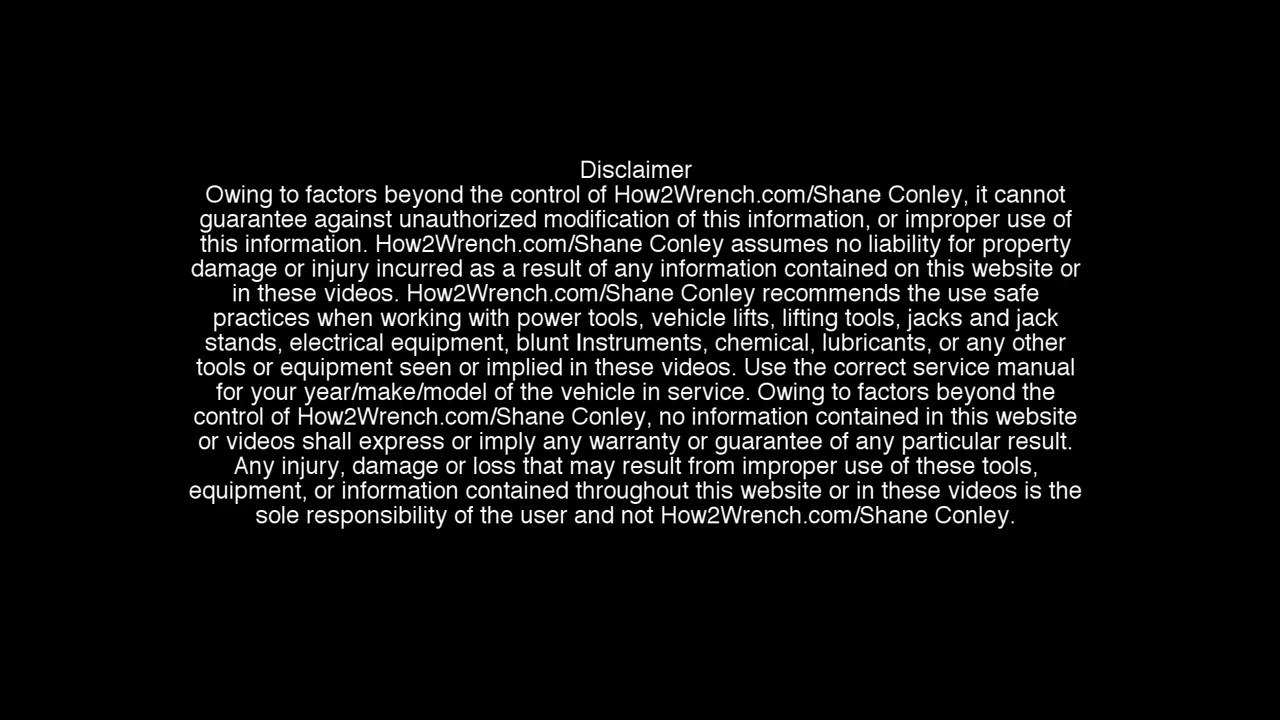 Disclaimer
Owing to factors beyond the control of How2Wrench.com/Shane Conley, it cannot
guarantee against unauthorized modification of this information, or improper use of
this information. How2Wrench.com/Shane Conley assumes no liability for property
damage or injury incurred as a result of any information contained on this website or
in these videos. How2Wrench.com/Shane Conley recommends the use safe
practices when working with power tools, vehicle lifts, lifting tools, jacks and jack
stands, electrical equipment, blunt Instruments, chemical, lubricants, or any other
tools or equipment seen or implied in these videos. Use the correct service manual
for your year/make/model of the vehicle in service. Owing to factors beyond the
control of How2Wrench.com/Shane Conley, no information contained in this website
or videos shall express or imply any warranty or guarantee of any particular result.
Any injury, damage or loss that may result from improper use of these tools,
equipment, or information contained throughout this website or in these videos is the
sole responsibility of the user and not How2Wrench.com/Shane Conley.